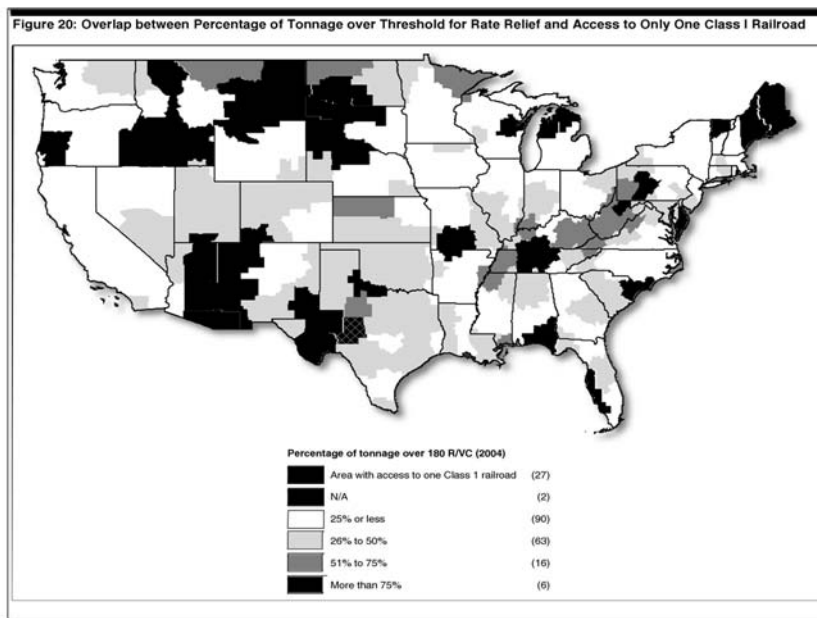 Figure 20: Overlap between Percentage of Tonnage over Threshold for Rate Relief and Access to Only One Class I Railroad
Percentage of tonnage over 180 R/VC (2004)
Area with access to one Class 1 railroad (27)
N/A (2)
25% or less (90)
26% to 50% (63)
51% to 75% (16)
More than 75% (6)